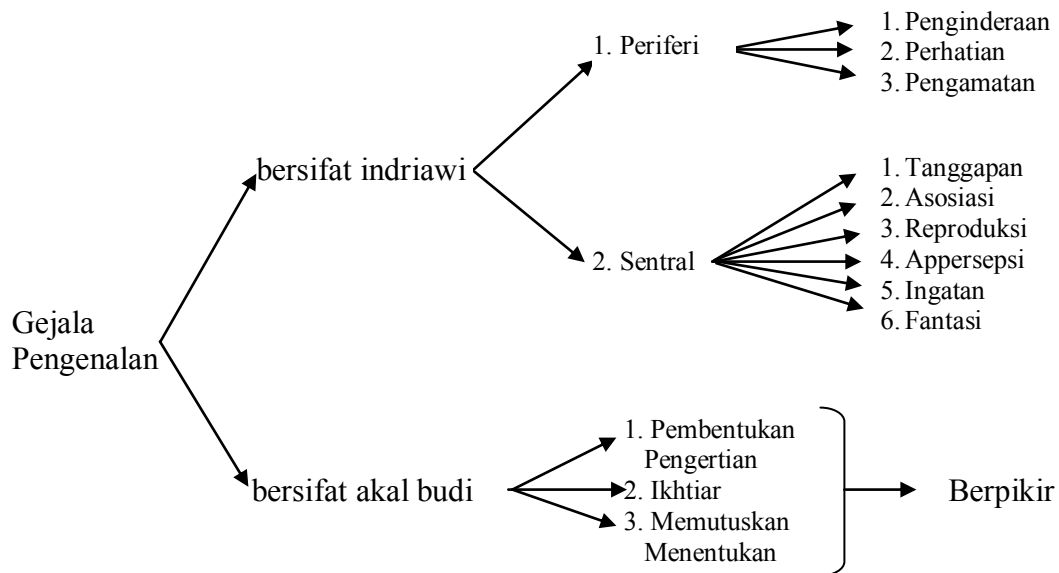 1. Periferi
1. Penginderaan
2. Perhatian
3. Pengamatan
bersifat indriawi
2. Sentral
1. Tanggapan
2. Asosiasi
3. Reproduksi
4. Appersepsi
5. Ingatan
6. Fantasi
Gejala
Pengenalan
bersifat akal budi
1. Pembentukan
Pengertian
2. Ikhtiar
3. Memutuskan
Menentukan
Berpikir